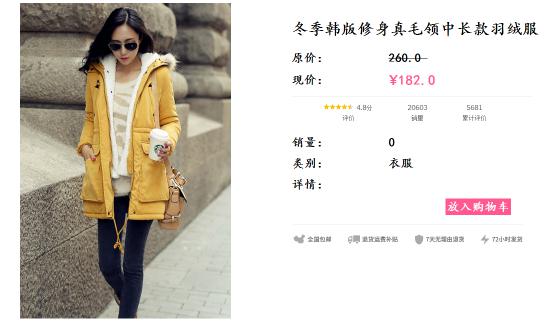 冬季韩版修身真毛领中长款羽绒服
原价： 260.0
现价： ¥182.0
4.8分 20603 5681
评价 销量 累计评价
销量： 0
类别： 衣服
详情：
放入购物车
全国包邮 退货运费补贴 7天无理由退货 72小时发货